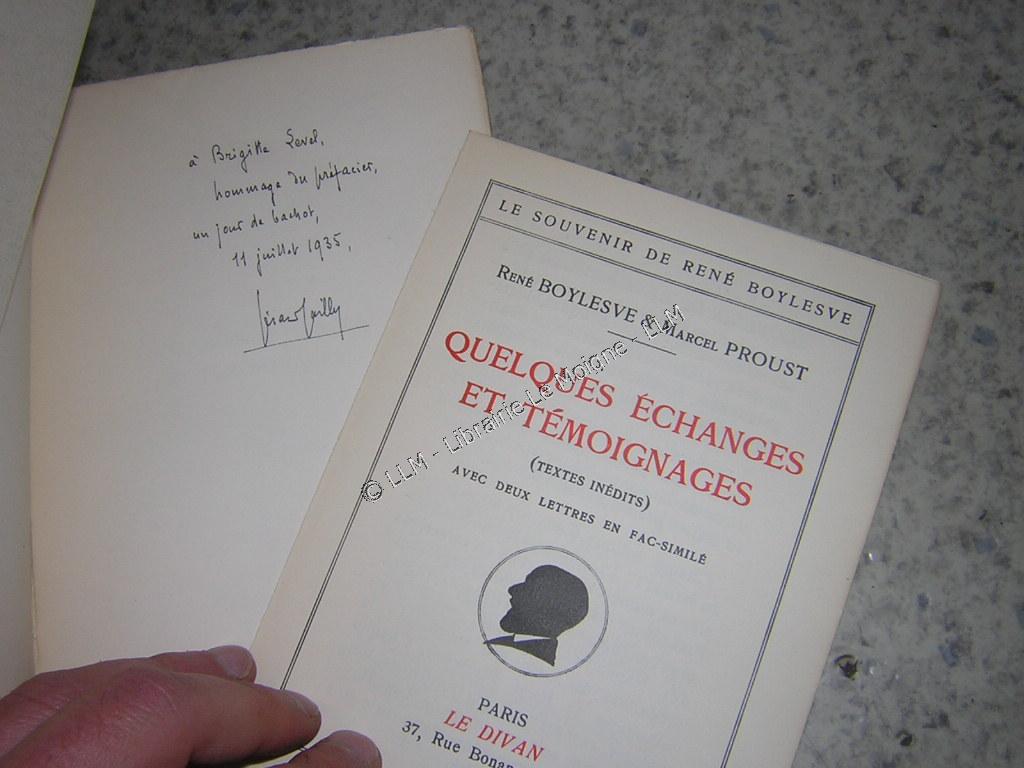 à Brigitte Level,
hommage du préfacier,
un jour de bachot,
11 juillet 1935,
Gérard-Gailly
LE SOUVENIR DE RENÉ BOYLESVE
RENÉ BOYLESVE & MARCEL PROUST
QUELQUES ÉCHANGES
ET TÉMOIGNAGES
(TEXTES INÉDITS)
AVEC DEUX LETTRES EN FAC-SIMILÉ
PARIS
LE DIVAN
37, Rue
© LLM - Librairie Le Moigne - LLM